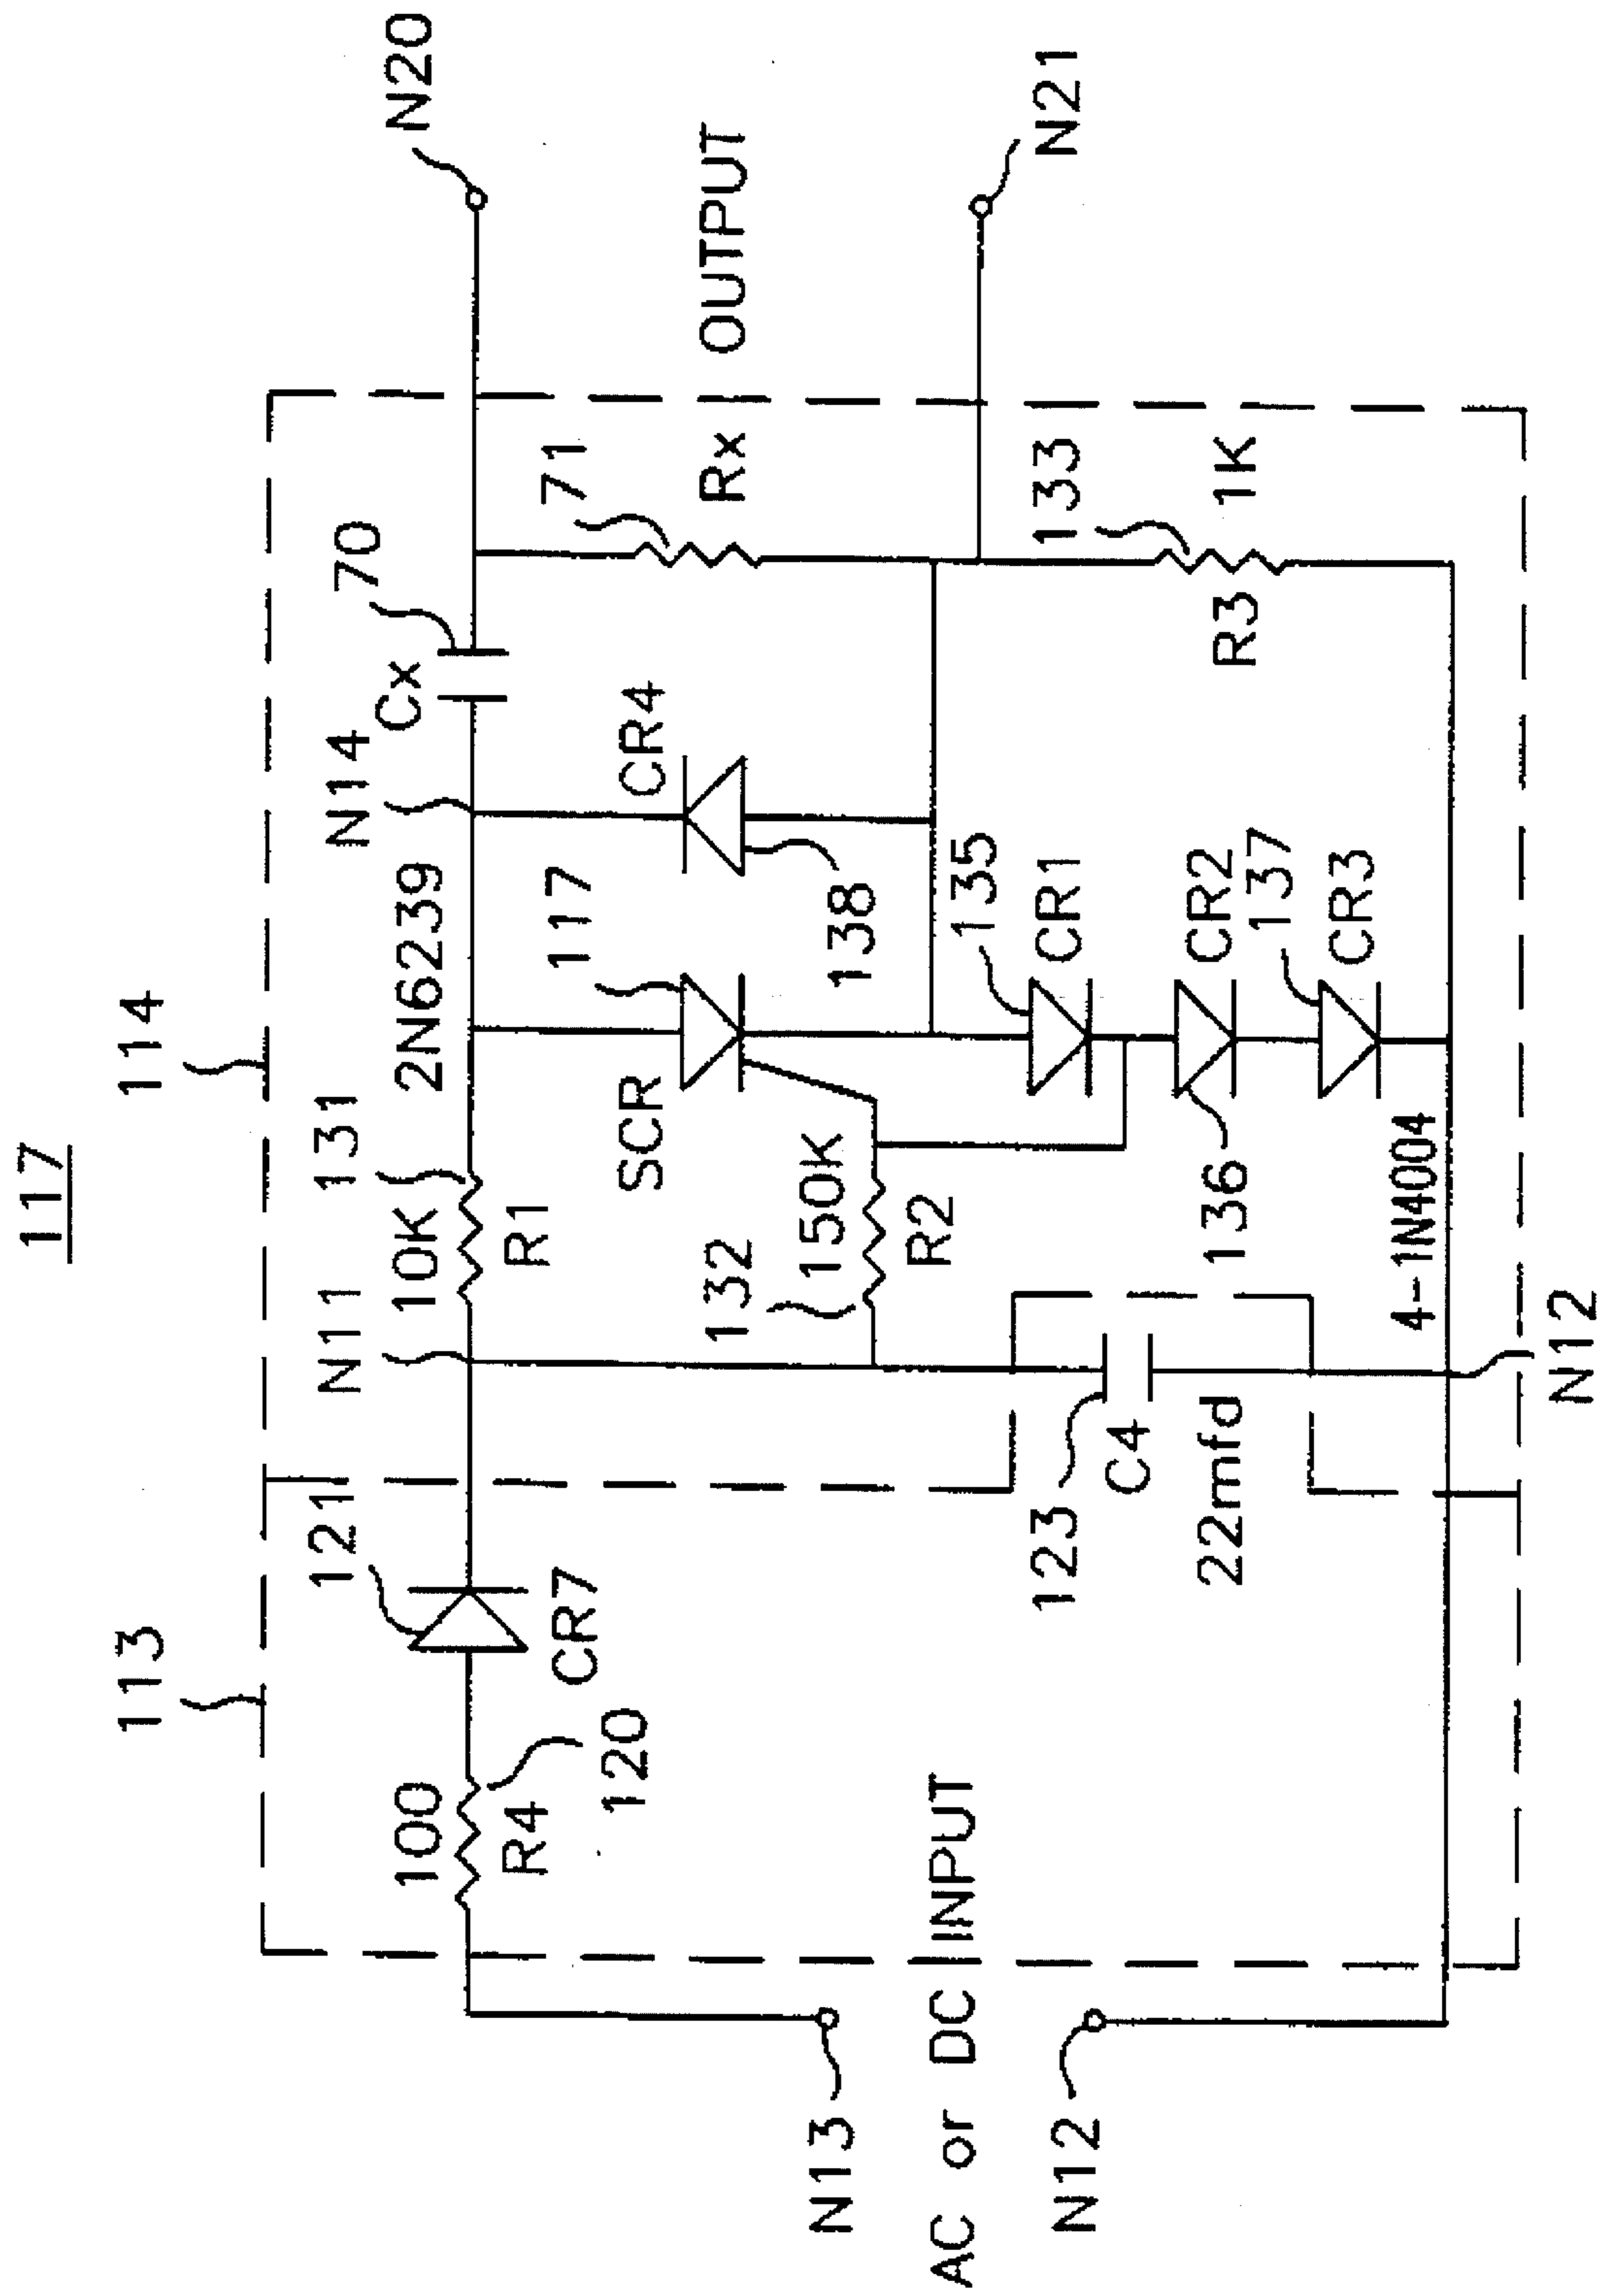 117
113
114
121
N11
131
N14
70
N20
100
10K
2N6239
Cx
R4
CR7
R1
120
SCR
117
CR4
71
132
150K
138
Rx
OUTPUT
N13
R2
AC or DC INPUT
135
N12
123
CR1
133
N21
C4
22mfd
136
CR2
137
R3
1K
CR3
4-1N4004
N12